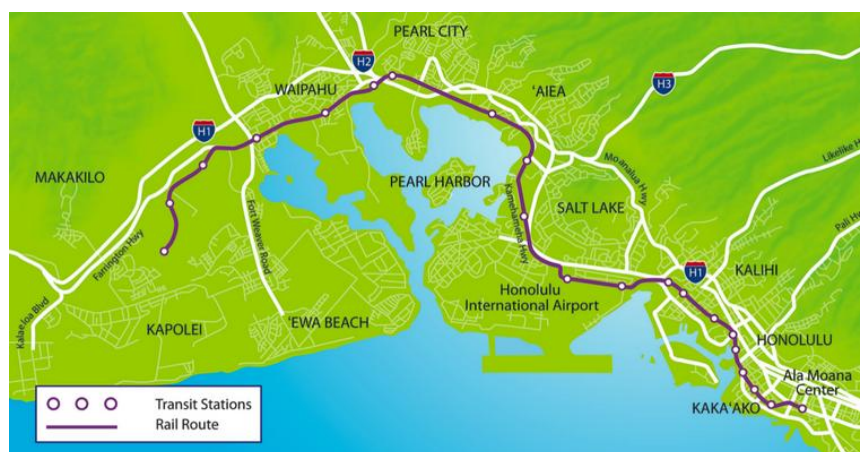 PEARL CITY
H2
WAIPAHU
'AIEA
H3
H1
Moanalua Hwy
Likelike H
MAKAKILO
PEARL HARBOR
Kamehameha Hwy
SALT LAKE
Pali H
Fort Weaver Road
Farrington Hwy
H1
KALIHI
Honolulu
International Airport
Kalaeloa Blvd
KAPOLEI
'EWA BEACH
HONOLULU
Ala Moana
Center
KAKA'AKO
Transit Stations
Rail Route